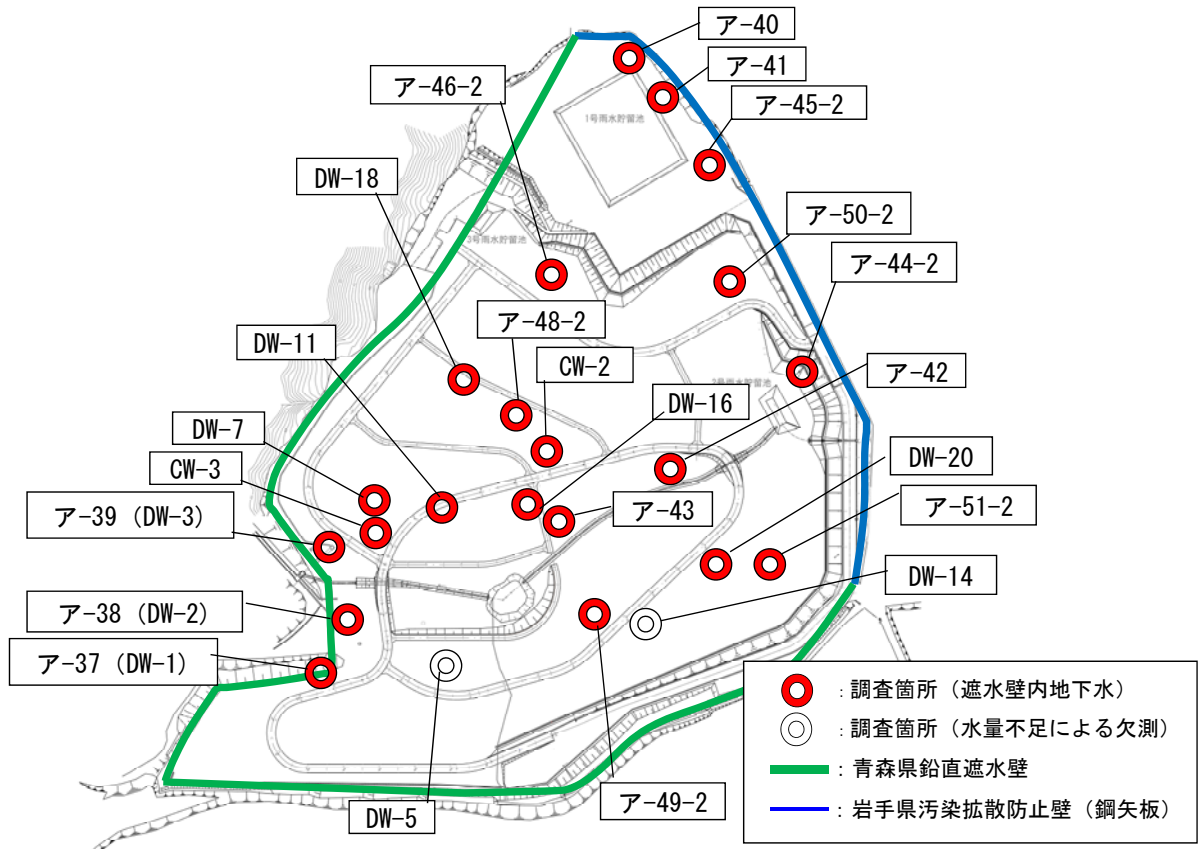 ア-40
ア-41
ア-46-2
ア-45-2
1号雨水貯留池
DW-18
ア-50-2
3号雨水貯留池
ア-44-2
ア-48-2
DW-11
CW-2
ア-42
2号雨水貯留池
DW-16
DW-7
CW-3
DW-20
ア-39 (DW-3)
ア-43
ア-51-2
DW-14
ア-38 (DW-2)
ア-37 (DW-1)
DW-5
ア-49-2
:調査箇所(遮水壁内地下水)
:調査箇所(水量不足による欠測)
:青森県鉛直遮水壁
:岩手県汚染拡散防止壁(鋼矢板)